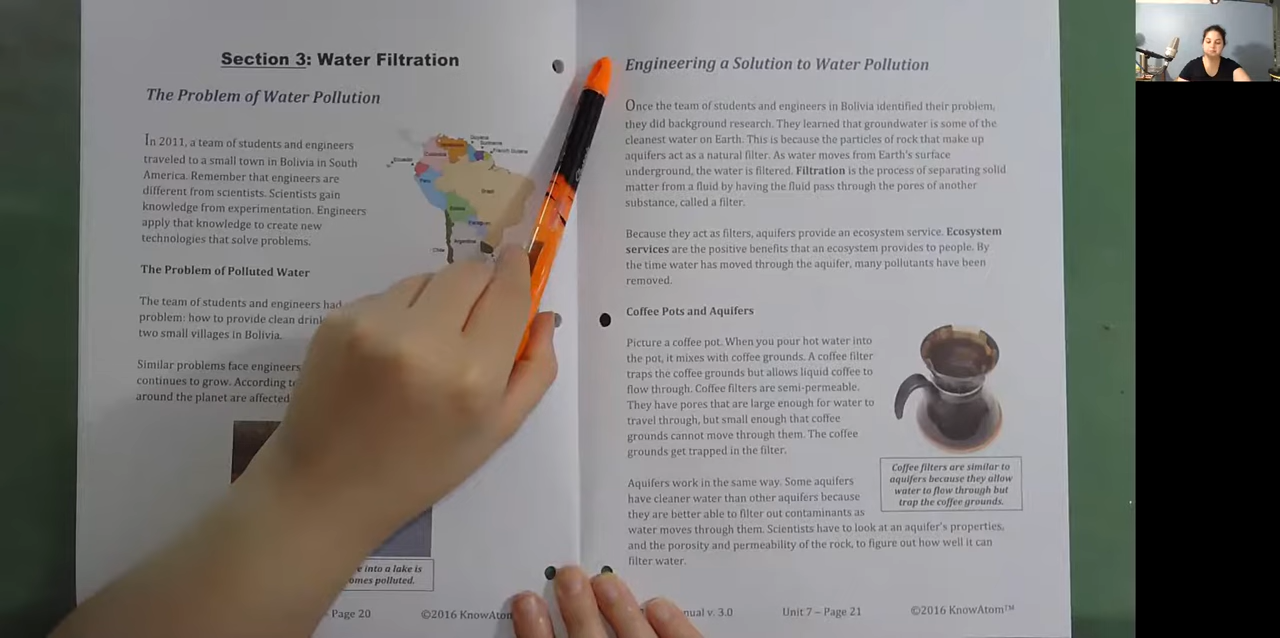 Section 3: Water Filtration
The Problem of Water Pollution
In 2011, a team of students and engineers
traveled to a small town in Bolivia in South
America. Remember that engineers are
different from scientists. Scientists gain
knowledge from experimentation. Engineers
apply that knowledge to create new
technologies that solve problems.
Guyana
Suriname
French Guiana
Colombia
Ecuador
Peru
Brazil
Bolivia
Paraguay
Chile
Argentina
The Problem of Polluted Water
The team of students and engineers had
problem: how to provide clean drin
two small villages in Bolivia.
Similar problems face engineers
continues to grow. According
around the planet are affected
e into a lake is
omes polluted.
Page 20
©2016 KnowAtom
Engineering a Solution to Water Pollution
Once the team of students and engineers in Bolivia identified their problem,
they did background research. They learned that groundwater is some of the
cleanest water on Earth. This is because the particles of rock that make up
aquifers act as a natural filter. As water moves from Earth's surface
underground, the water is filtered. Filtration is the process of separating solid
matter from a fluid by having the fluid pass through the pores of another
substance, called a filter.
Because they act as filters, aquifers provide an ecosystem service. Ecosystem
services are the positive benefits that an ecosystem provides to people. By
the time water has moved through the aquifer, many pollutants have been
removed.
Coffee Pots and Aquifers
Picture a coffee pot. When you pour hot water into
the pot, it mixes with coffee grounds. A coffee filter
traps the coffee grounds but allows liquid coffee to
flow through. Coffee filters are semi-permeable.
They have pores that are large enough for water to
travel through, but small enough that coffee
grounds cannot move through them. The coffee
grounds get trapped in the filter.
Coffee filters are similar to
aquifers because they allow
water to flow through but
trap the coffee grounds.
Aquifers work in the same way. Some aquifers
have cleaner water than other aquifers because
they are better able to filter out contaminants as
water moves through them. Scientists have to look at an aquifer's properties,
and the porosity and permeability of the rock, to figure out how well it can
filter water.
nual v. 3.0
Unit 7 – Page 21
©2016 KnowAtom™